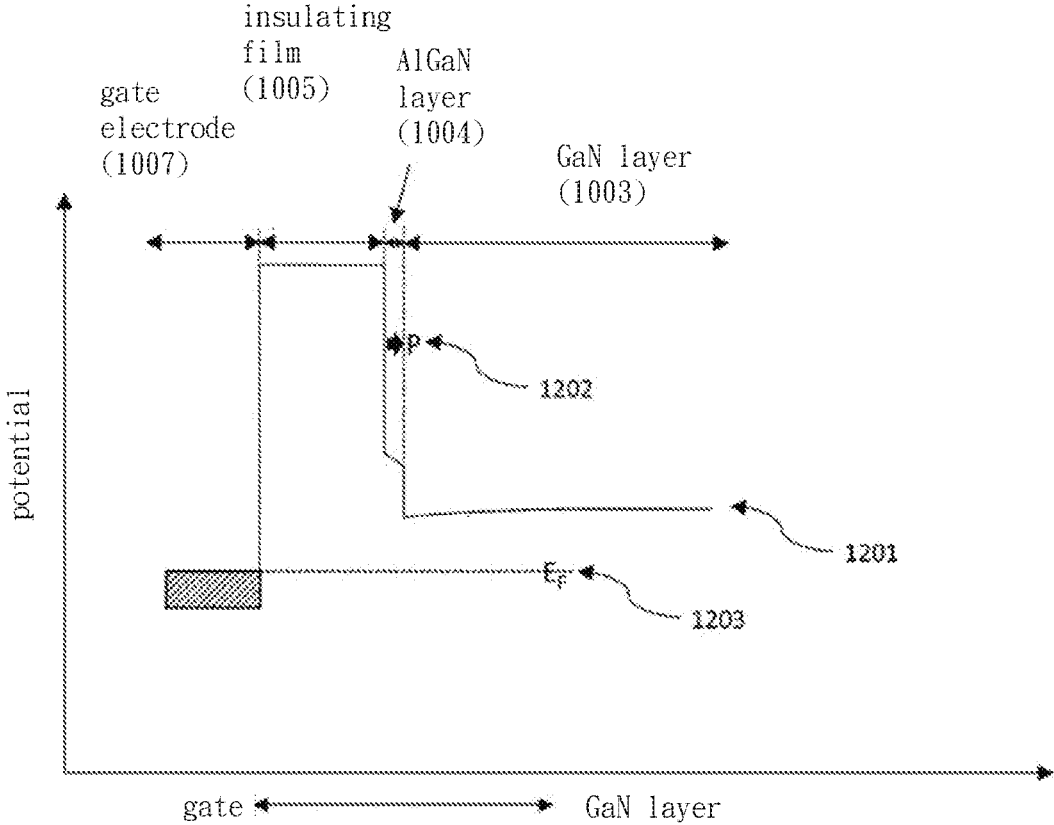 insulating
film
(1005)
AlGaN
layer
(1004)
gate
electrode
(1007)
GaN layer
(1003)
P
1202
potential
1201
EF
1203
gate
GaN layer